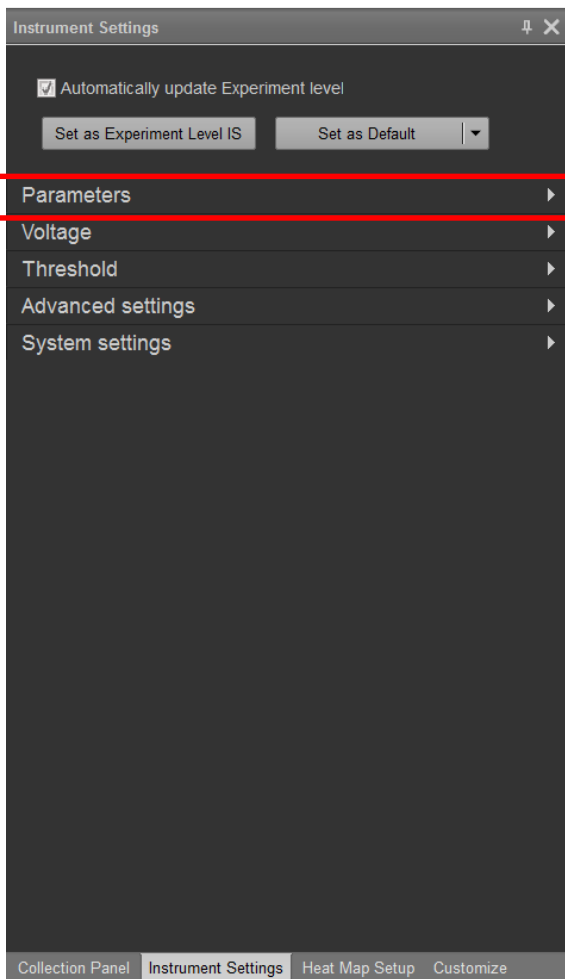 Instrument Settings
Automatically update Experiment level
Set as Experiment Level IS Set as Default
Parameters
Voltage
Threshold
Advanced settings
System settings
Collection Panel Instrument Settings Heat Map Setup Customize